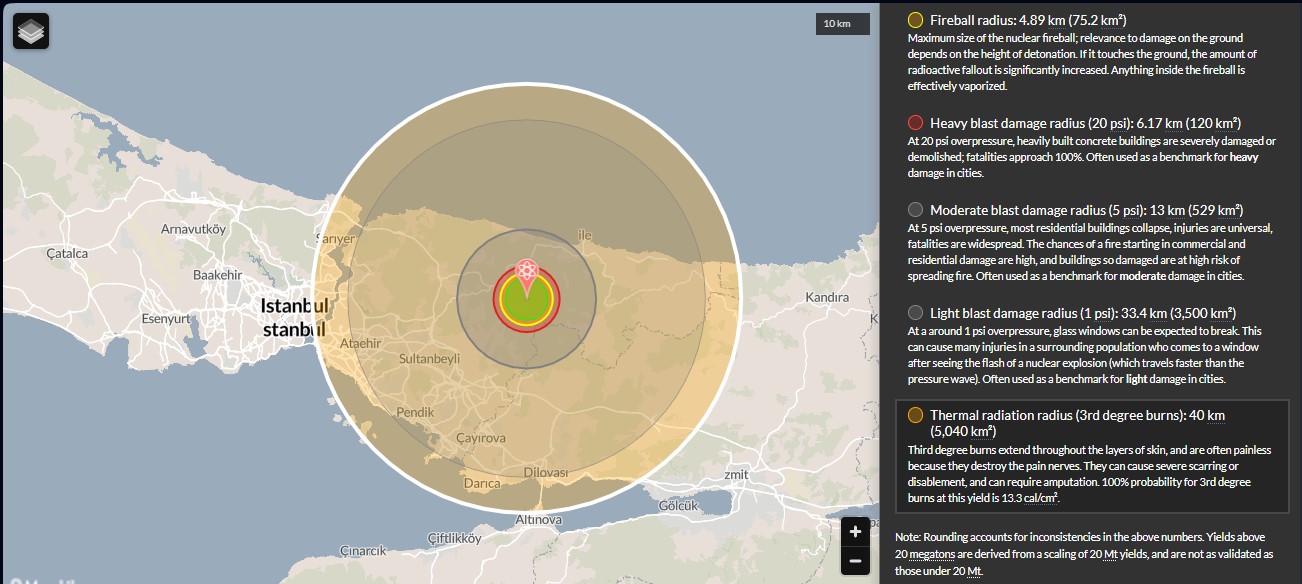 10 km
Sarıyer
ile
Arnavutköy
Çatalca
Baakehir
Istanbul
stanbul
Esenyurt
Ataehir
Sultanbeyli
Kandıra
K
Pendik
Çayırova
Dilovası
Darıca
zmit
Gölcük
Altınova
Çiftlikköy
Çınarcık
+
−
Fireball radius: 4.89 km (75.2 km²)
Maximum size of the nuclear fireball; relevance to damage on the ground
depends on the height of detonation. If it touches the ground, the amount of
radioactive fallout is significantly increased. Anything inside the fireball is
effectively vaporized.
Heavy blast damage radius (20 psi): 6.17 km (120 km²)
At 20 psi overpressure, heavily built concrete buildings are severely damaged or
demolished; fatalities approach 100%. Often used as a benchmark for heavy
damage in cities.
Moderate blast damage radius (5 psi): 13 km (529 km²)
At 5 psi overpressure, most residential buildings collapse, injuries are universal,
fatalities are widespread. The chances of a fire starting in commercial and
residential damage are high, and buildings so damaged are at high risk of
spreading fire. Often used as a benchmark for moderate damage in cities.
Light blast damage radius (1 psi): 33.4 km (3,500 km²)
At a around 1 psi overpressure, glass windows can be expected to break. This
can cause many injuries in a surrounding population who comes to a window
after seeing the flash of a nuclear explosion (which travels faster than the
pressure wave). Often used as a benchmark for light damage in cities.
Thermal radiation radius (3rd degree burns): 40 km
(5,040 km²)
Third degree burns extend throughout the layers of skin, and are often painless
because they destroy the pain nerves. They can cause severe scarring or
disablement, and can require amputation. 100% probability for 3rd degree
burns at this yield is 13.3 cal/cm².
Note: Rounding accounts for inconsistencies in the above numbers. Yields above
20 megatons are derived from a scaling of 20 Mt yields, and are not as validated as
those under 20 Mt.